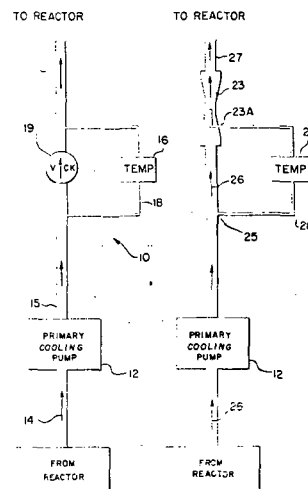 TO REACTOR
TO REACTOR
27
23
23A
19
V CK
16
TEMP
18
26
TEMP
25
10
15
PRIMARY
COOLING
PUMP
12
PRIMARY
COOLING
PUMP
12
14
26
FROM
REACTOR
FROM
REACTOR